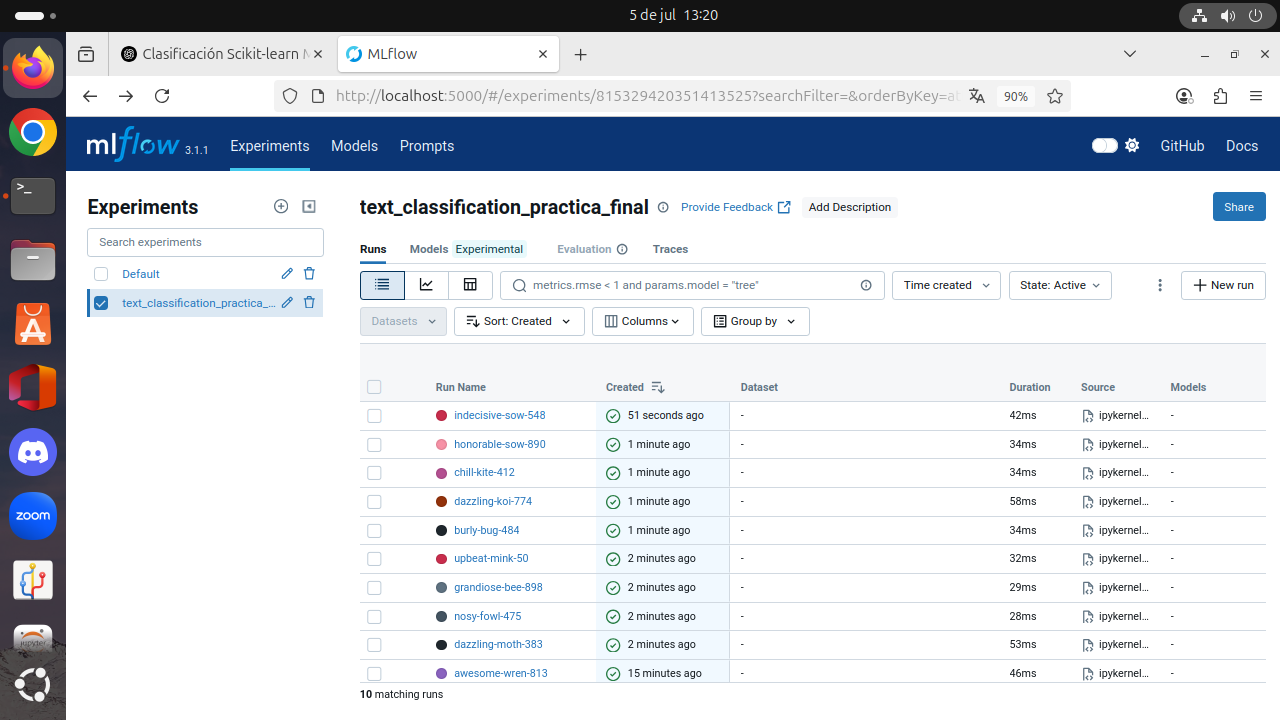 5 de jul 13:20
Clasificación Scikit-learn M
MLflow
http://localhost:5000/#/experiments/815329420351413525?searchFilter=&orderByKey=at
90%
mlflow 3.1.1
Experiments
Models
Prompts
GitHub
Docs
Experiments
Search experiments
Default
text_classification_practica_...
text_classification_practica_final
Provide Feedback
Add Description
Share
Runs
Models Experimental
Evaluation
Traces
metrics.rmse < 1 and params.model = "tree"
Time created
State: Active
New run
Datasets
Sort: Created
Columns
Group by
Run Name Created Dataset Duration Source Models
indecisive-sow-548 51 seconds ago - 42ms ipykernel... -
honorable-sow-890 1 minute ago - 34ms ipykernel... -
chill-kite-412 1 minute ago - 34ms ipykernel... -
dazzling-koi-774 1 minute ago - 58ms ipykernel... -
burly-bug-484 1 minute ago - 34ms ipykernel... -
upbeat-mink-50 2 minutes ago - 32ms ipykernel... -
grandiose-bee-898 2 minutes ago - 29ms ipykernel... -
nosy-fowl-475 2 minutes ago - 28ms ipykernel... -
dazzling-moth-383 2 minutes ago - 53ms ipykernel... -
awesome-wren-813 15 minutes ago - 46ms ipykernel... -
10 matching runs
zoom
jupyter